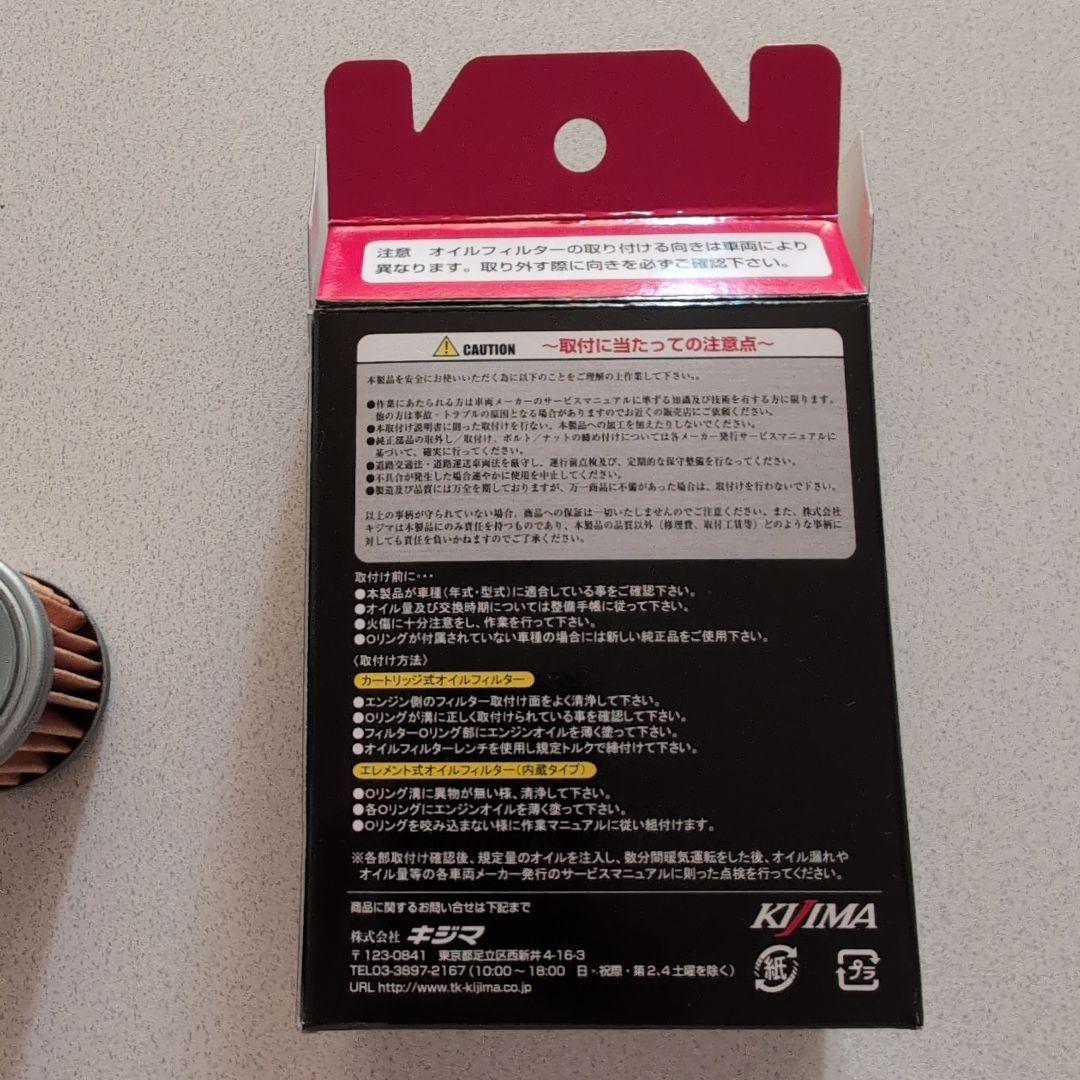 注意 オイルフィルターの取り付ける向きは車両により
異なります。取り外す際に向きを必ずご確認下さい。
CAUTION ～取付に当たっての注意点～
本製品を安全にお使いいただく為に以下のことをご理解の上作業して下さい。。
●作業にあたられる方は車両メーカーのサービスマニュアルに準ずる知識及び技術を有する方に限ります。
他の方は事故・トラブルの原因となる場合がありますのでお近くの販売店にご依頼ください。
●本取付け説明書に則った取付けを行ない、本製品への加工を加えたりしないでください。
●純正部品の取外し／取付け、ボルト／ナットの締め付けについては各メーカー発行サービスマニュアルに
基づいて、確実に行ってください。
●道路交通法・道路運送車両法を厳守し、運行前点検及び、定期的な保守整備を行なってください。
●不具合が発生した場合速やかに使用を中止してください。
●製造及び品質には万全を期しておりますが、万一商品に不備があった場合は、取付けを行わないで下さい。
以上の事柄が守られていない場合、商品への保証は一切いたしませんのでご注意ください。また、株式会社
キジマは本製品にのみ責任を持つものであり、本製品の品質以外（修理費、取付工賃等）どのような事柄に
対しても責任を負いかねますのでご了承ください。
取付け前に・・・
●本製品が車種（年式・型式）に適合している事をご確認下さい。
●オイル量及び交換時期については整備手帳に従って下さい。
●火傷に十分注意をし、作業を行って下さい。
●Oリングが付属されていない車種の場合には新しい純正品をご使用下さい。
〈取付け方法〉
カートリッジ式オイルフィルター
●エンジン側のフィルター取付け面をよく清浄して下さい。
●Oリングが溝に正しく取付けられている事を確認して下さい。
●フィルターOリング部にエンジンオイルを薄く塗って下さい。
●オイルフィルターレンチを使用し規定トルクで締付けて下さい。
エレメント式オイルフィルター（内蔵タイプ）
●Oリング溝に異物が無い様、清浄して下さい。
●各Oリングにエンジンオイルを薄く塗って下さい。
●Oリングを咬み込まない様に作業マニュアルに従い組付けます。
※各部取付け確認後、規定量のオイルを注入し、数分間暖気運転をした後、オイル漏れや
オイル量等の各車両メーカー発行のサービスマニュアルに則った点検を行ってください。
商品に関するお問い合せは下記まで
株式会社 キジマ
〒123-0841 東京都足立区西新井4-16-3
TEL03-3897-2167（10:00～18:00 日・祝際・第2,4土曜を除く）
URL http://www.tk-kijima.co.jp
KIJIMA
紙
プラ